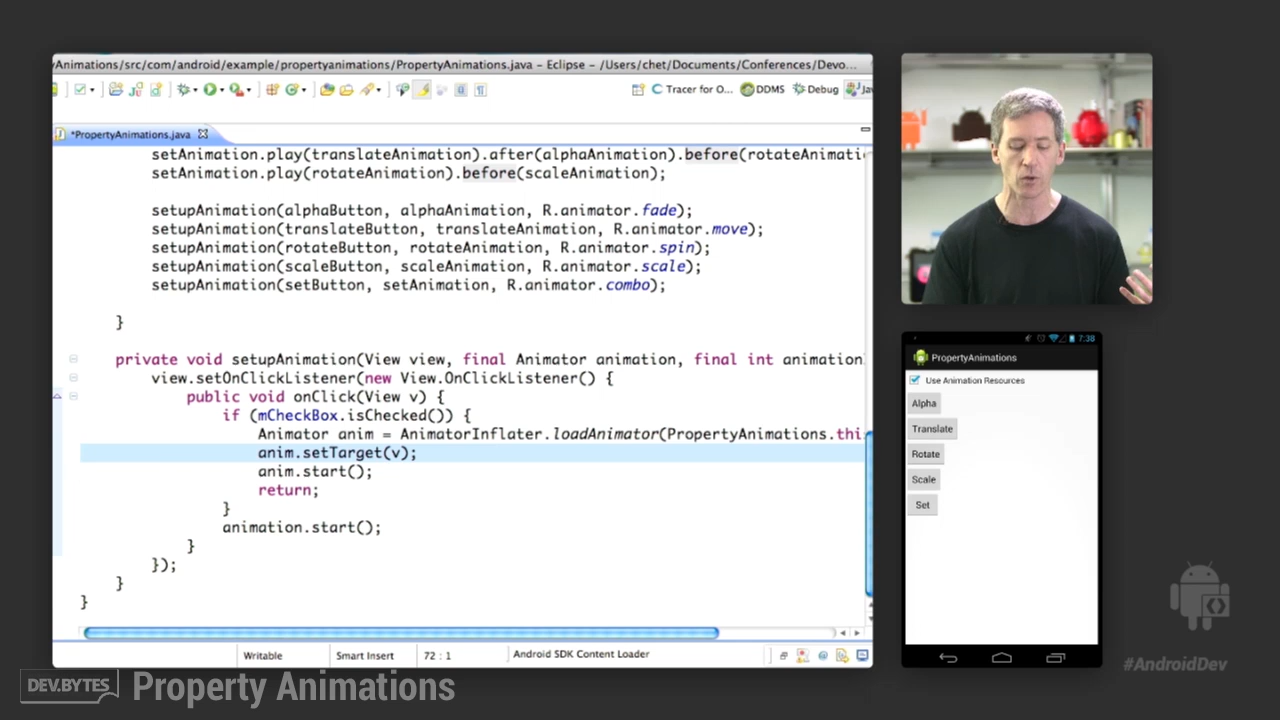 yAnimations/src/com/android/example/propertyanimations/PropertyAnimations.java - Eclipse - /Users/chet/Documents/Conferences/Devo...
Tracer for O... DDMS Debug Jav
*PropertyAnimations.java
setAnimation.play(translateAnimation).after(alphaAnimation).before(rotateAnimati
setAnimation.play(rotateAnimation).before(scaleAnimation);
setupAnimation(alphaButton, alphaAnimation, R.animator.fade);
setupAnimation(translateButton, translateAnimation, R.animator.move);
setupAnimation(rotateButton, rotateAnimation, R.animator.spin);
setupAnimation(scaleButton, scaleAnimation, R.animator.scale);
setupAnimation(setButton, setAnimation, R.animator.combo);
}
private void setupAnimation(View view, final Animator animation, final int animation
view.setOnClickListener(new View.OnClickListener() {
public void onClick(View v) {
if (mCheckBox.isChecked()) {
Animator anim = AnimatorInflater.loadAnimator(PropertyAnimations.thi
anim.setTarget(v);
anim.start();
return;
}
animation.start();
}
});
}
}
Writable Smart Insert 72 : 1 Android SDK Content Loader
7:38
PropertyAnimations
Use Animation Resources
Alpha
Translate
Rotate
Scale
Set
#AndroidDev
DEV.BYTES Property Animations